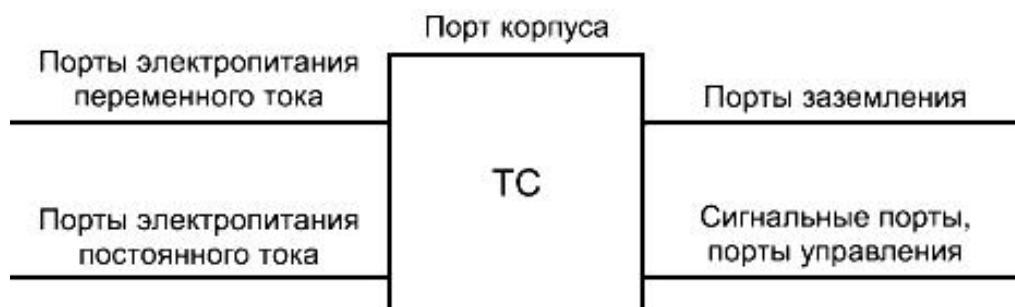 Порт корпуса
Порты электропитания
переменного тока
Порты заземления
ТС
Порты электропитания
постоянного тока
Сигнальные порты,
порты управления